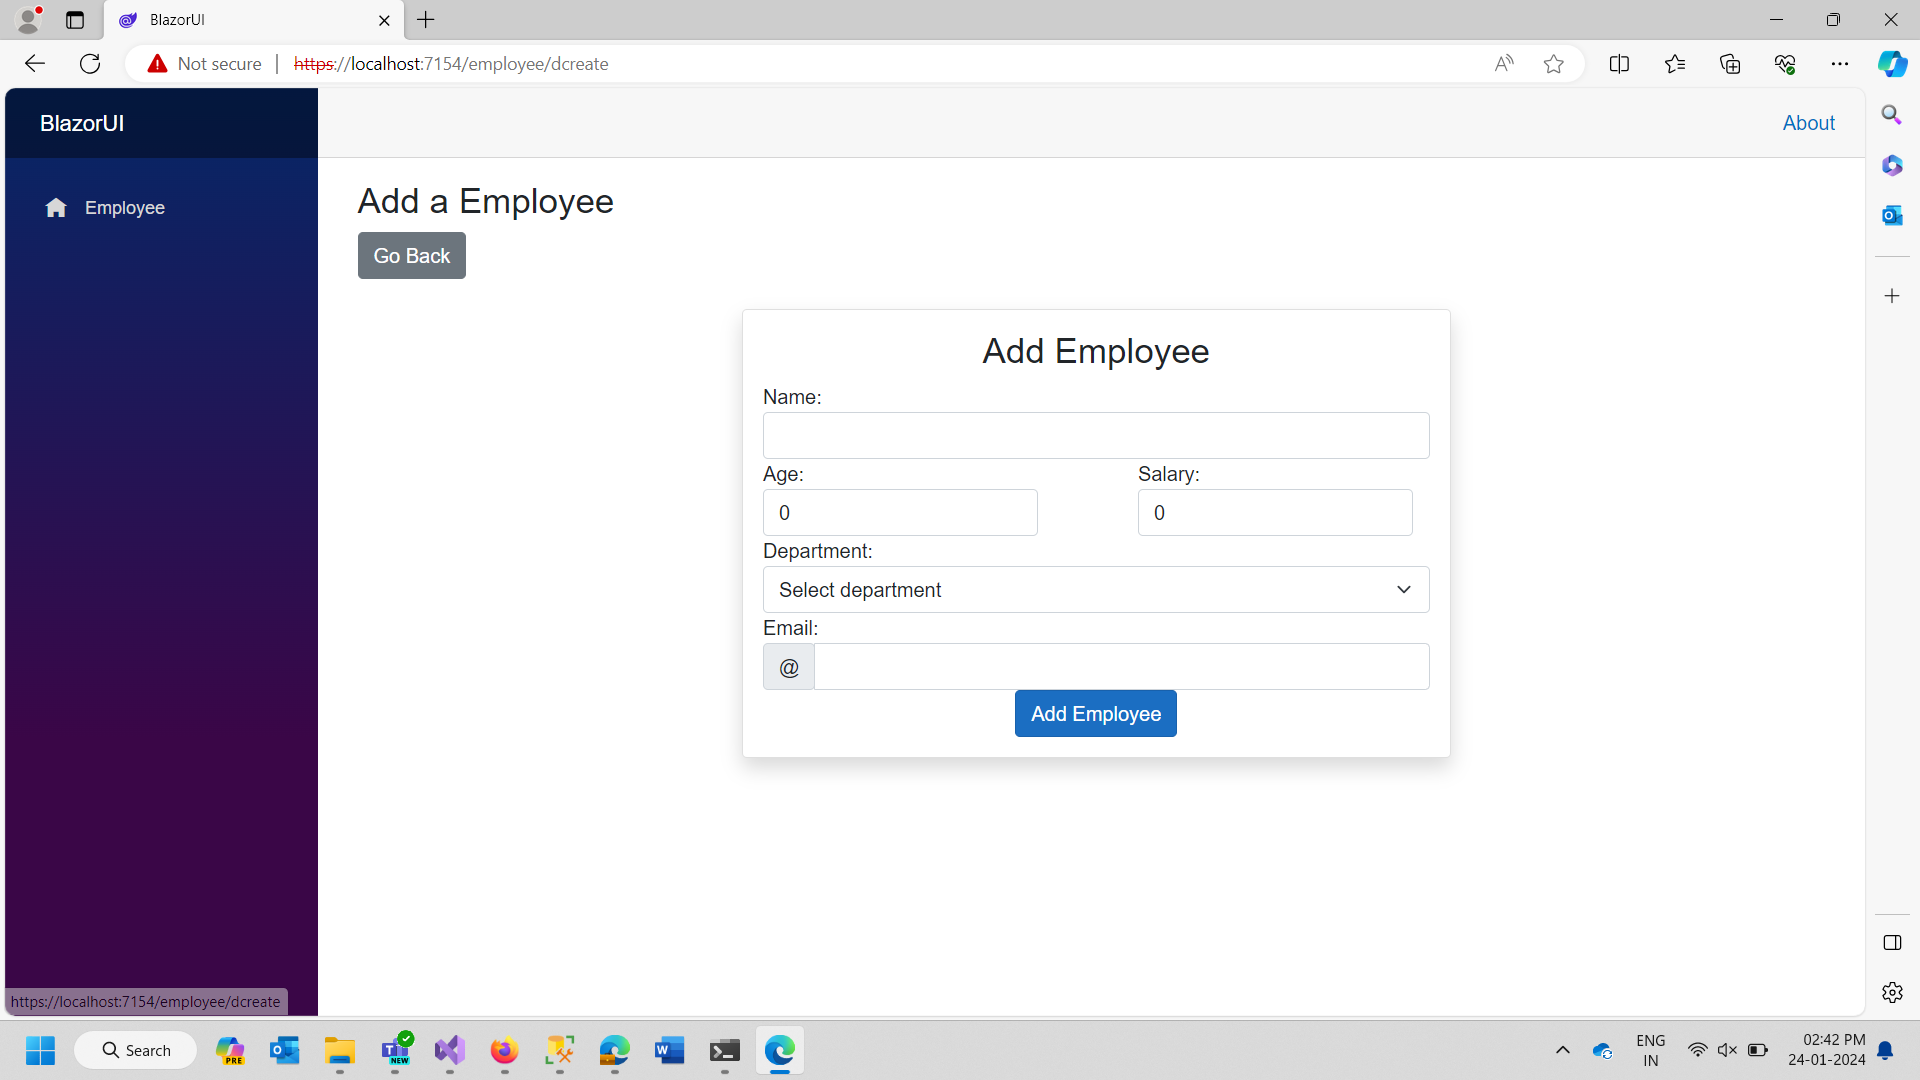 BlazorUI
Not secure
https://localhost:7154/employee/dcreate
BlazorUI
About
Employee
Add a Employee
Go Back
Add Employee
Name:
Age:
Salary:
0
0
Department:
Select department
Email:
@
Add Employee
https://localhost:7154/employee/dcreate
Search
PRE
NEW
ENG
IN
02:42 PM
24-01-2024